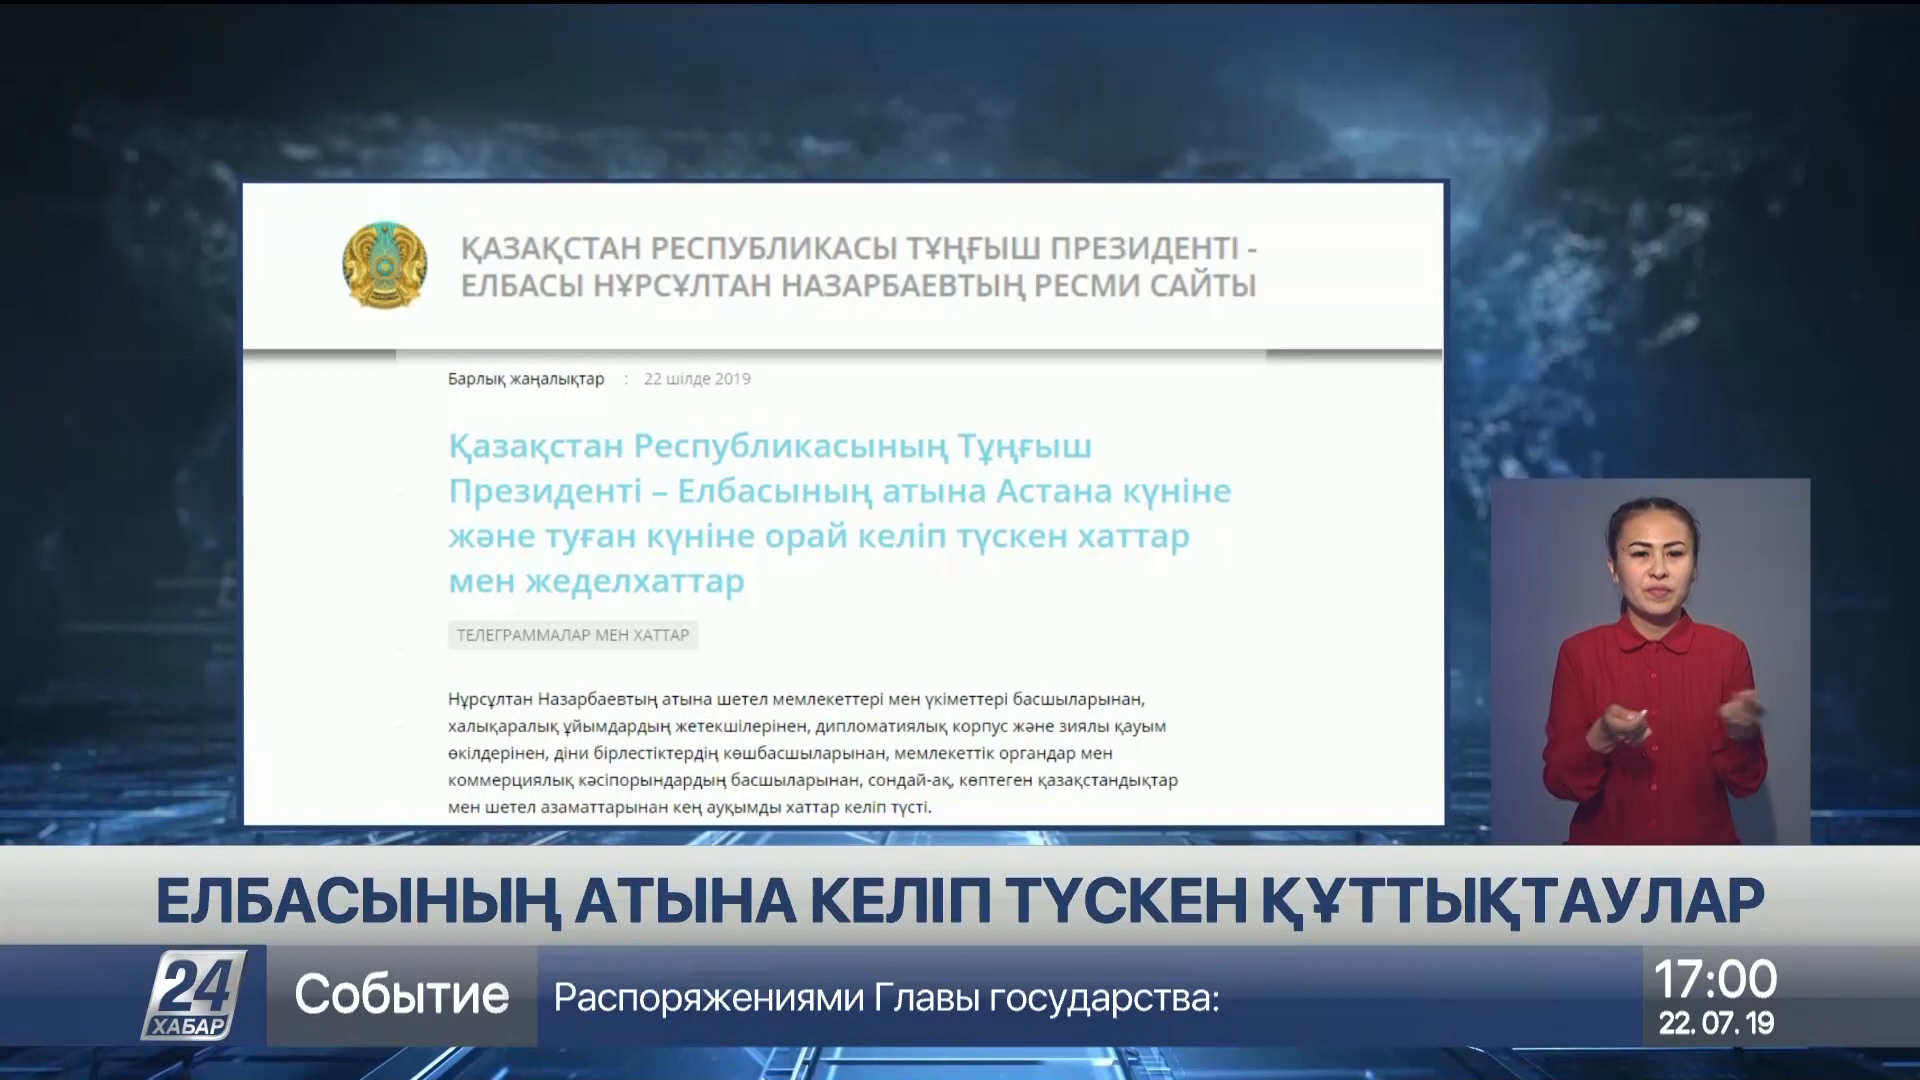 ҚАЗАҚСТАН РЕСПУБЛИКАСЫ ТҰҢҒЫШ ПРЕЗИДЕНТІ -
ЕЛБАСЫ НҰРСҰЛТАН НАЗАРБАЕВТЫҢ РЕСМИ САЙТЫ
Барлық жаңалықтар : 22 шілде 2019
Қазақстан Республикасының Тұңғыш
Президенті – Елбасының атына Астана күніне
және туған күніне орай келіп түскен хаттар
мен жеделхаттар
ТЕЛЕГРАММАЛАР МЕН ХАТТАР
Нұрсұлтан Назарбаевтың атына шетел мемлекеттері мен үкіметтері басшыларынан,
халықаралық ұйымдардың жетекшілерінен, дипломатиялық корпус және зиялы қауым
өкілдерінен, діни бірлестіктердің көшбасшыларынан, мемлекеттік органдар мен
коммерциялық кәсіпорындардың басшыларынан, сондай-ақ, көптеген қазақстандықтар
мен шетел азаматтарынан кең ауқымды хаттар келіп түсті.
ЕЛБАСЫНЫҢ АТЫНА КЕЛІП ТҮСКЕН ҚҰТТЫҚТАУЛАР
24
ХАБАР
Событие
Распоряжениями Главы государства:
17:00
22. 07. 19